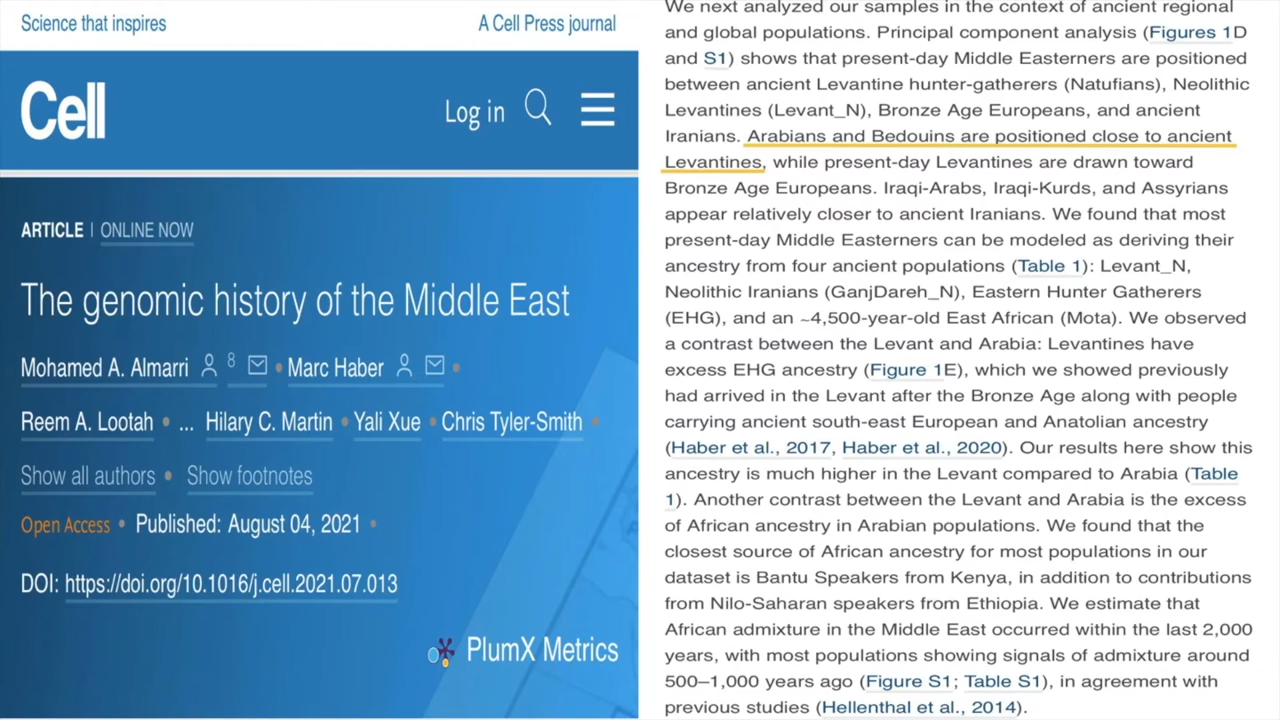 Science that inspires
A Cell Press journal
Cell
Log in
ARTICLE | ONLINE NOW
The genomic history of the Middle East
Mohamed A. Almarri 8 • Marc Haber •
Reem A. Lootah • ... Hilary C. Martin • Yali Xue • Chris Tyler-Smith •
Show all authors • Show footnotes
Open Access • Published: August 04, 2021 •
DOI: https://doi.org/10.1016/j.cell.2021.07.013
PlumX Metrics
We next analyzed our samples in the context of ancient regional
and global populations. Principal component analysis (Figures 1D
and S1) shows that present-day Middle Easterners are positioned
between ancient Levantine hunter-gatherers (Natufians), Neolithic
Levantines (Levant_N), Bronze Age Europeans, and ancient
Iranians. Arabians and Bedouins are positioned close to ancient
Levantines, while present-day Levantines are drawn toward
Bronze Age Europeans. Iraqi-Arabs, Iraqi-Kurds, and Assyrians
appear relatively closer to ancient Iranians. We found that most
present-day Middle Easterners can be modeled as deriving their
ancestry from four ancient populations (Table 1): Levant_N,
Neolithic Iranians (GanjDareh_N), Eastern Hunter Gatherers
(EHG), and an ~4,500-year-old East African (Mota). We observed
a contrast between the Levant and Arabia: Levantines have
excess EHG ancestry (Figure 1E), which we showed previously
had arrived in the Levant after the Bronze Age along with people
carrying ancient south-east European and Anatolian ancestry
(Haber et al., 2017, Haber et al., 2020). Our results here show this
ancestry is much higher in the Levant compared to Arabia (Table
1). Another contrast between the Levant and Arabia is the excess
of African ancestry in Arabian populations. We found that the
closest source of African ancestry for most populations in our
dataset is Bantu Speakers from Kenya, in addition to contributions
from Nilo-Saharan speakers from Ethiopia. We estimate that
African admixture in the Middle East occurred within the last 2,000
years, with most populations showing signals of admixture around
500–1,000 years ago (Figure S1; Table S1), in agreement with
previous studies (Hellenthal et al., 2014).